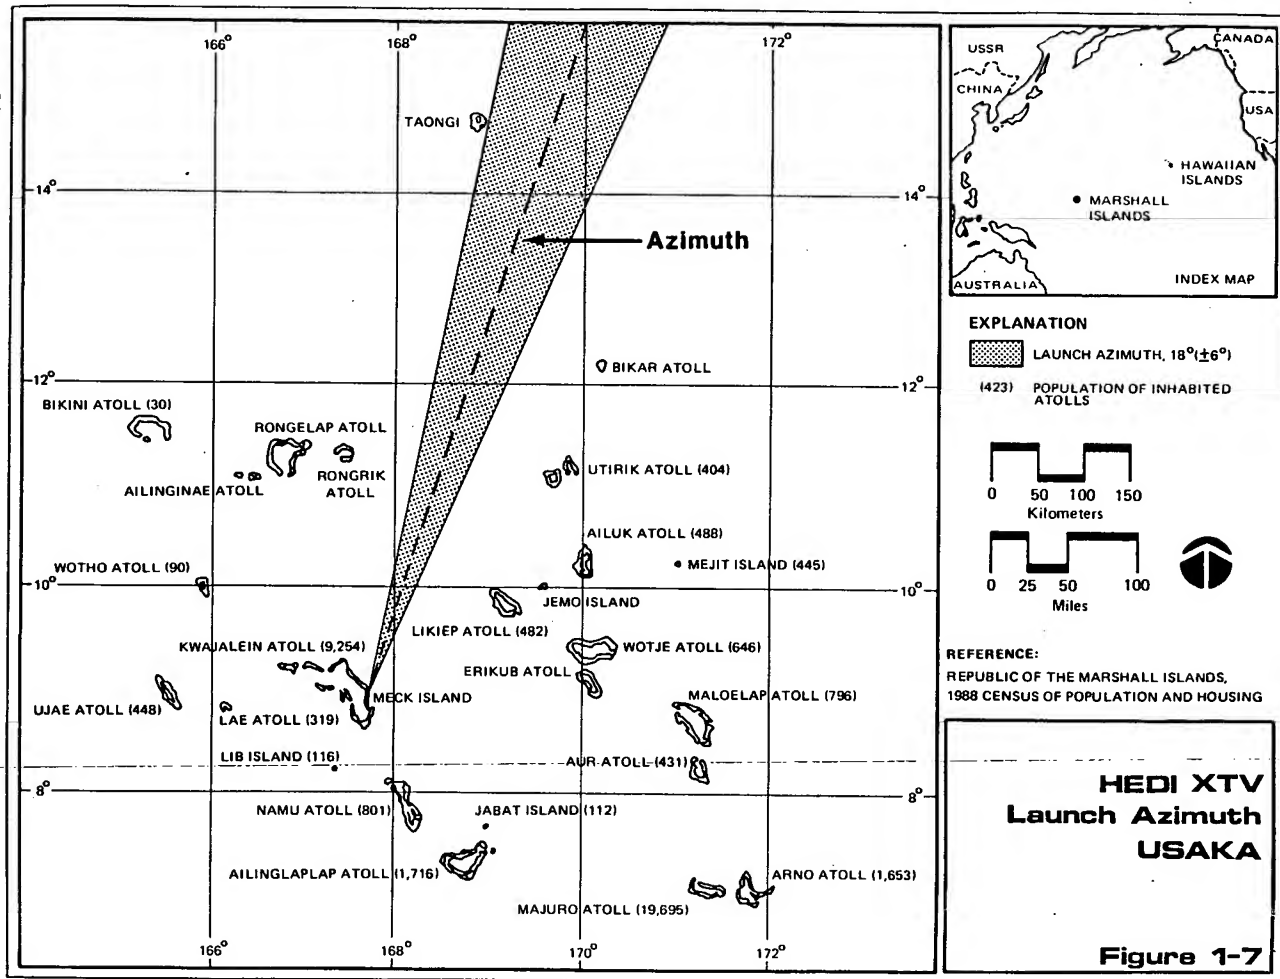 166°
168°
172°
TAONGI
14°
14°
Azimuth
12°
12°
BIKAR ATOLL
BIKINI ATOLL (30)
RONGELAP ATOLL
AILINGINAE ATOLL
RONGRIK
ATOLL
UTIRIK ATOLL (404)
AILUK ATOLL (488)
WOTHO ATOLL (90)
MEJIT ISLAND (445)
10°
10°
JEMO ISLAND
LIKIEP ATOLL (482)
KWAJALEIN ATOLL (9,254)
WOTJE ATOLL (646)
ERIKUB ATOLL
MECK ISLAND
MALOELAP ATOLL (796)
UJAE ATOLL (448)
LAE ATOLL (319)
LIB ISLAND (116)
AUR ATOLL (431)
8°
8°
NAMU ATOLL (801)
JABAT ISLAND (112)
AILINGLAPLAP ATOLL (1,716)
ARNO ATOLL (1,653)
MAJURO ATOLL (19,695)
166°
168°
170°
172°
USSR
CANADA
CHINA
USA
HAWAIIAN
ISLANDS
MARSHALL
ISLANDS
AUSTRALIA
INDEX MAP
EXPLANATION
LAUNCH AZIMUTH, 18°(±6°)
(423) POPULATION OF INHABITED
ATOLLS
0 50 100 150
Kilometers
0 25 50 100
Miles
REFERENCE:
REPUBLIC OF THE MARSHALL ISLANDS,
1988 CENSUS OF POPULATION AND HOUSING
HEDI XTV
Launch Azimuth
USAKA
Figure 1-7